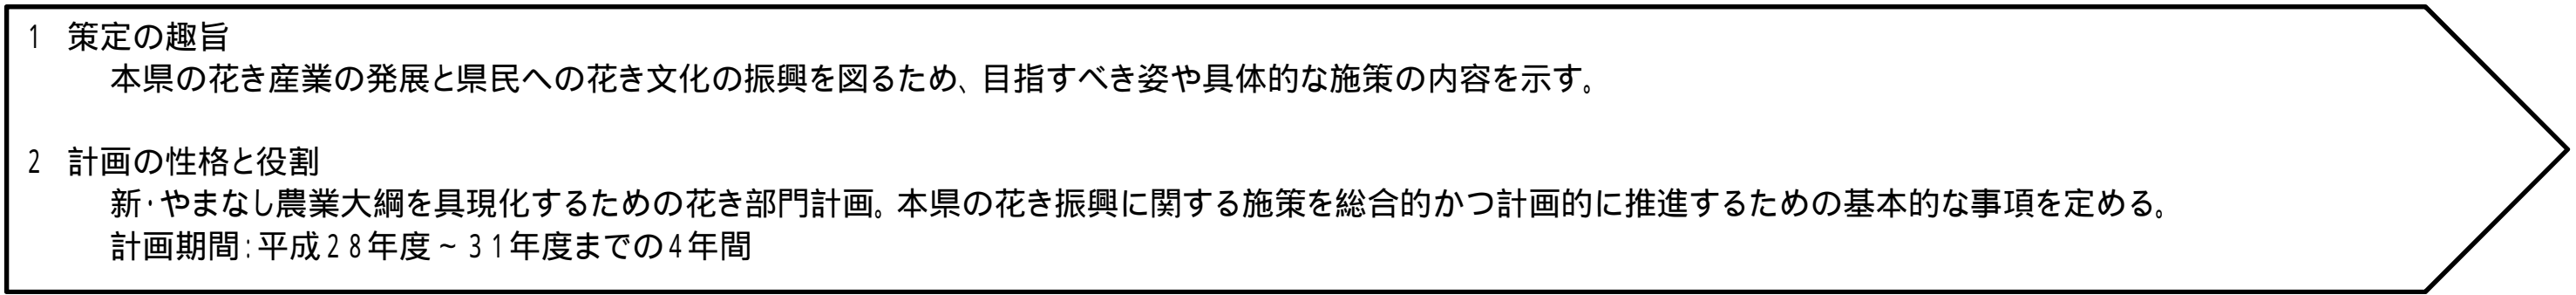 1 策定の趣旨
本県の花き産業の発展と県民への花き文化の振興を図るため、目指すべき姿や具体的な施策の内容を示す。
2 計画の性格と役割
新・やまなし農業大綱を具現化するための花き部門計画。本県の花き振興に関する施策を総合的かつ計画的に推進するための基本的な事項を定める。
計画期間:平成28年度~31年度までの4年間